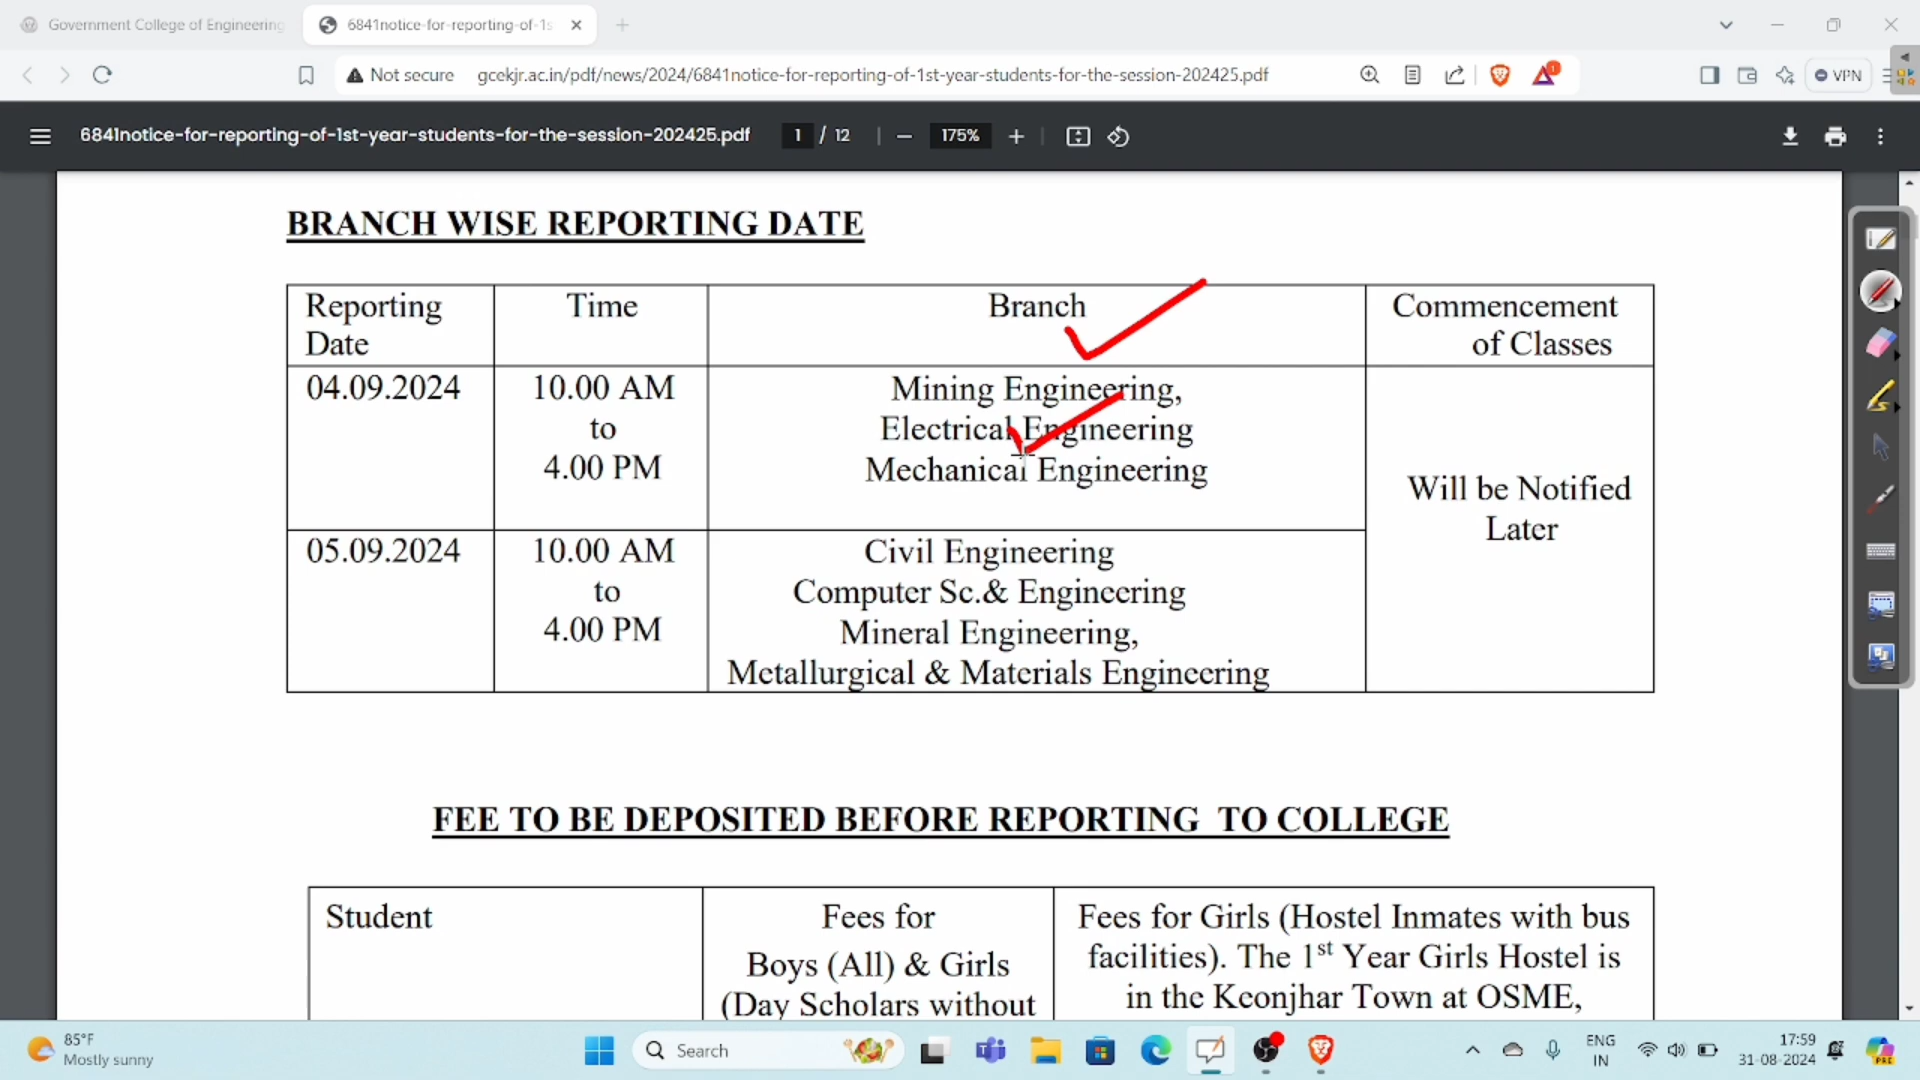 Government College of Engineering
6841notice-for-reporting-of-1s
Not secure
gcekjr.ac.in/pdf/news/2024/6841notice-for-reporting-of-1st-year-students-for-the-session-202425.pdf
1
VPN
6841notice-for-reporting-of-1st-year-students-for-the-session-202425.pdf
1 / 12
175%
BRANCH WISE REPORTING DATE
Reporting Date
Time
Branch
Commencement of Classes
04.09.2024
10.00 AM
to
4.00 PM
Mining Engineering,
Electrical Engineering
Mechanical Engineering
Will be Notified
Later
05.09.2024
10.00 AM
to
4.00 PM
Civil Engineering
Computer Sc.& Engineering
Mineral Engineering,
Metallurgical & Materials Engineering
FEE TO BE DEPOSITED BEFORE REPORTING TO COLLEGE
Student
Fees for
Boys (All) & Girls
(Day Scholars without
Fees for Girls (Hostel Inmates with bus
facilities). The 1st Year Girls Hostel is
in the Keonjhar Town at OSME,
85°F
Mostly sunny
Search
ENG
IN
17:59
31-08-2024
PRE